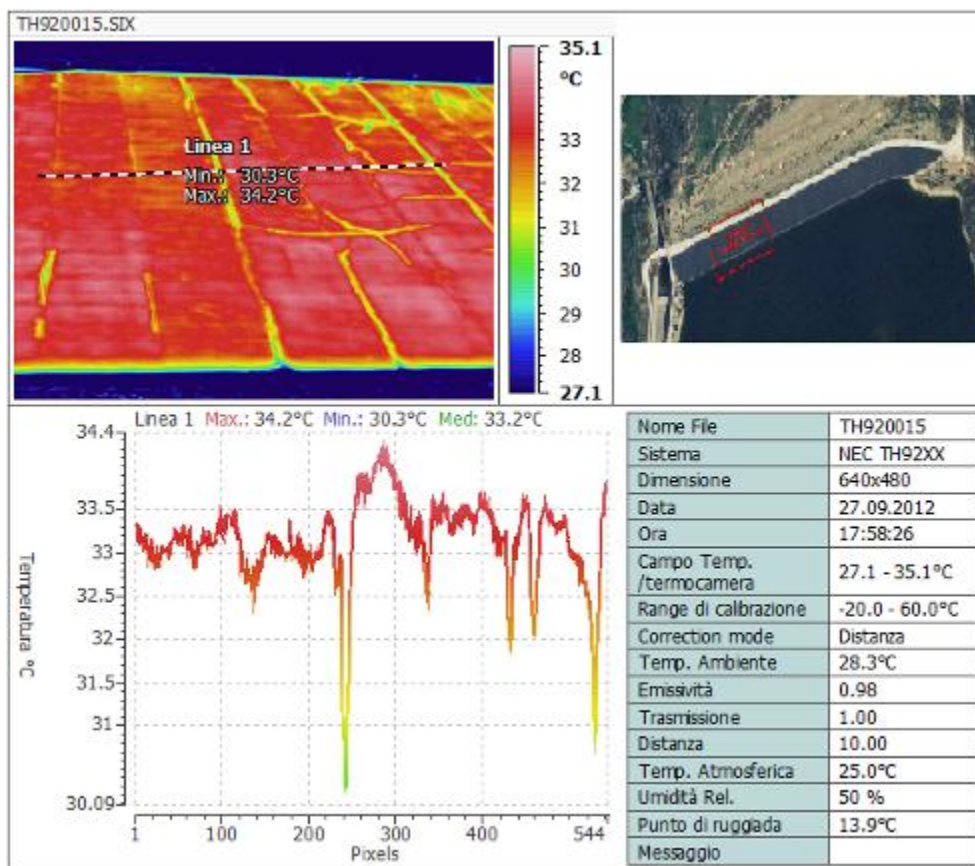 TH920015.SIX
Linea 1
Min.: 30.3°C
Max.: 34.2°C
35.1
°C
33
32
31
30
29
28
27.1
Linea 1 Max.: 34.2°C Min.: 30.3°C Med: 33.2°C
34.4
33.5
33
32.5
32
31.5
31
30.09
Temperatura °C
1 100 200 300 400 544
Pixels
Nome File TH920015
Sistema NEC TH92XX
Dimensione 640x480
Data 27.09.2012
Ora 17:58:26
Campo Temp.
/termocamera 27.1 - 35.1°C
Range di calibrazione -20.0 - 60.0°C
Correction mode Distanza
Temp. Ambiente 28.3°C
Emissività 0.98
Trasmissione 1.00
Distanza 10.00
Temp. Atmosferica 25.0°C
Umidità Rel. 50 %
Punto di ruggiada 13.9°C
Messaggio